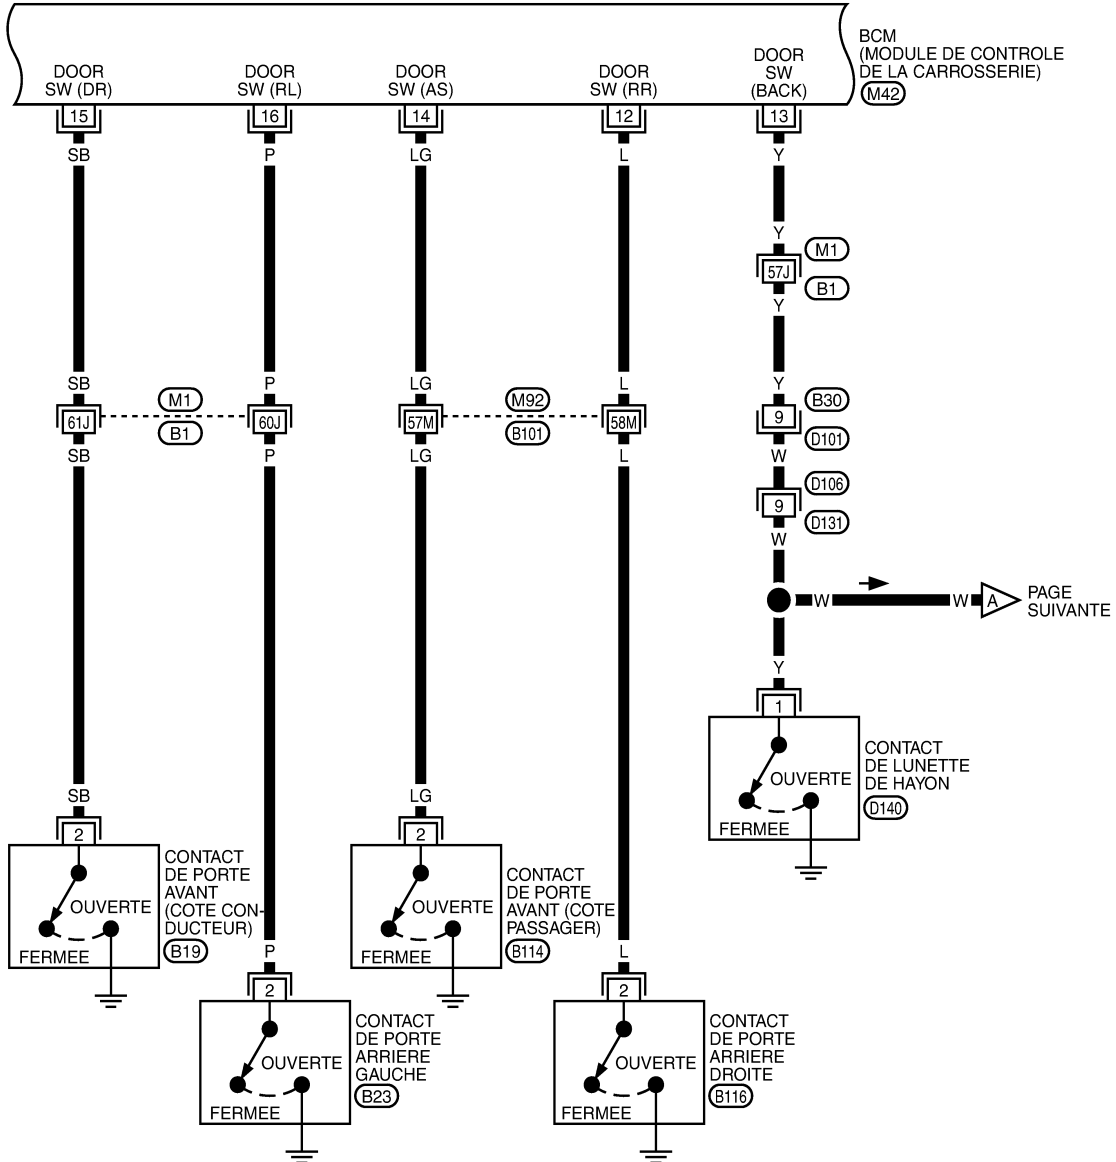 BCM
(MODULE DE CONTROLE
DE LA CARROSSERIE)
M42
DOOR
SW (DR)
DOOR
SW (RL)
DOOR
SW (AS)
DOOR
SW (RR)
DOOR
SW
(BACK)
15
16
14
12
13
SB
P
LG
L
Y
Y
M1
57J
B1
Y
SB
P
LG
L
Y
M1
M92
B30
61J
60J
57M
58M
9
B1
B101
D101
SB
P
LG
L
W
D106
9
D131
W
W
W
A
PAGE
SUIVANTE
Y
1
CONTACT
DE LUNETTE
DE HAYON
D140
OUVERTE
FERMEE
SB
LG
2
2
CONTACT
DE PORTE
AVANT
(COTE CON-
DUCTEUR)
B19
OUVERTE
FERMEE
CONTACT
DE PORTE
AVANT (COTE
PASSAGER)
B114
OUVERTE
FERMEE
P
L
2
2
CONTACT
DE PORTE
ARRIERE
GAUCHE
B23
OUVERTE
FERMEE
CONTACT
DE PORTE
ARRIERE
DROITE
B116
OUVERTE
FERMEE